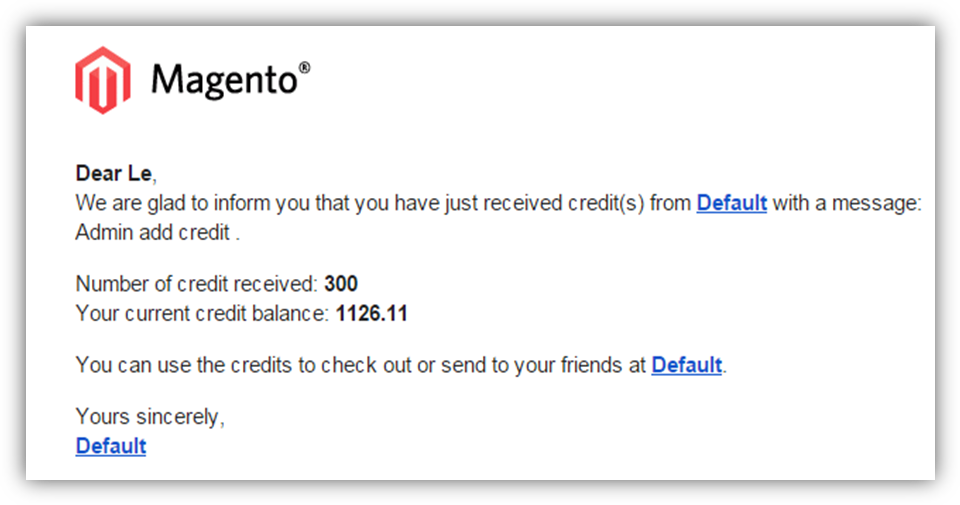 Magento®
Dear Le,
We are glad to inform you that you have just received credit(s) from Default with a message:
Admin add credit .
Number of credit received: 300
Your current credit balance: 1126.11
You can use the credits to check out or send to your friends at Default.
Yours sincerely,
Default